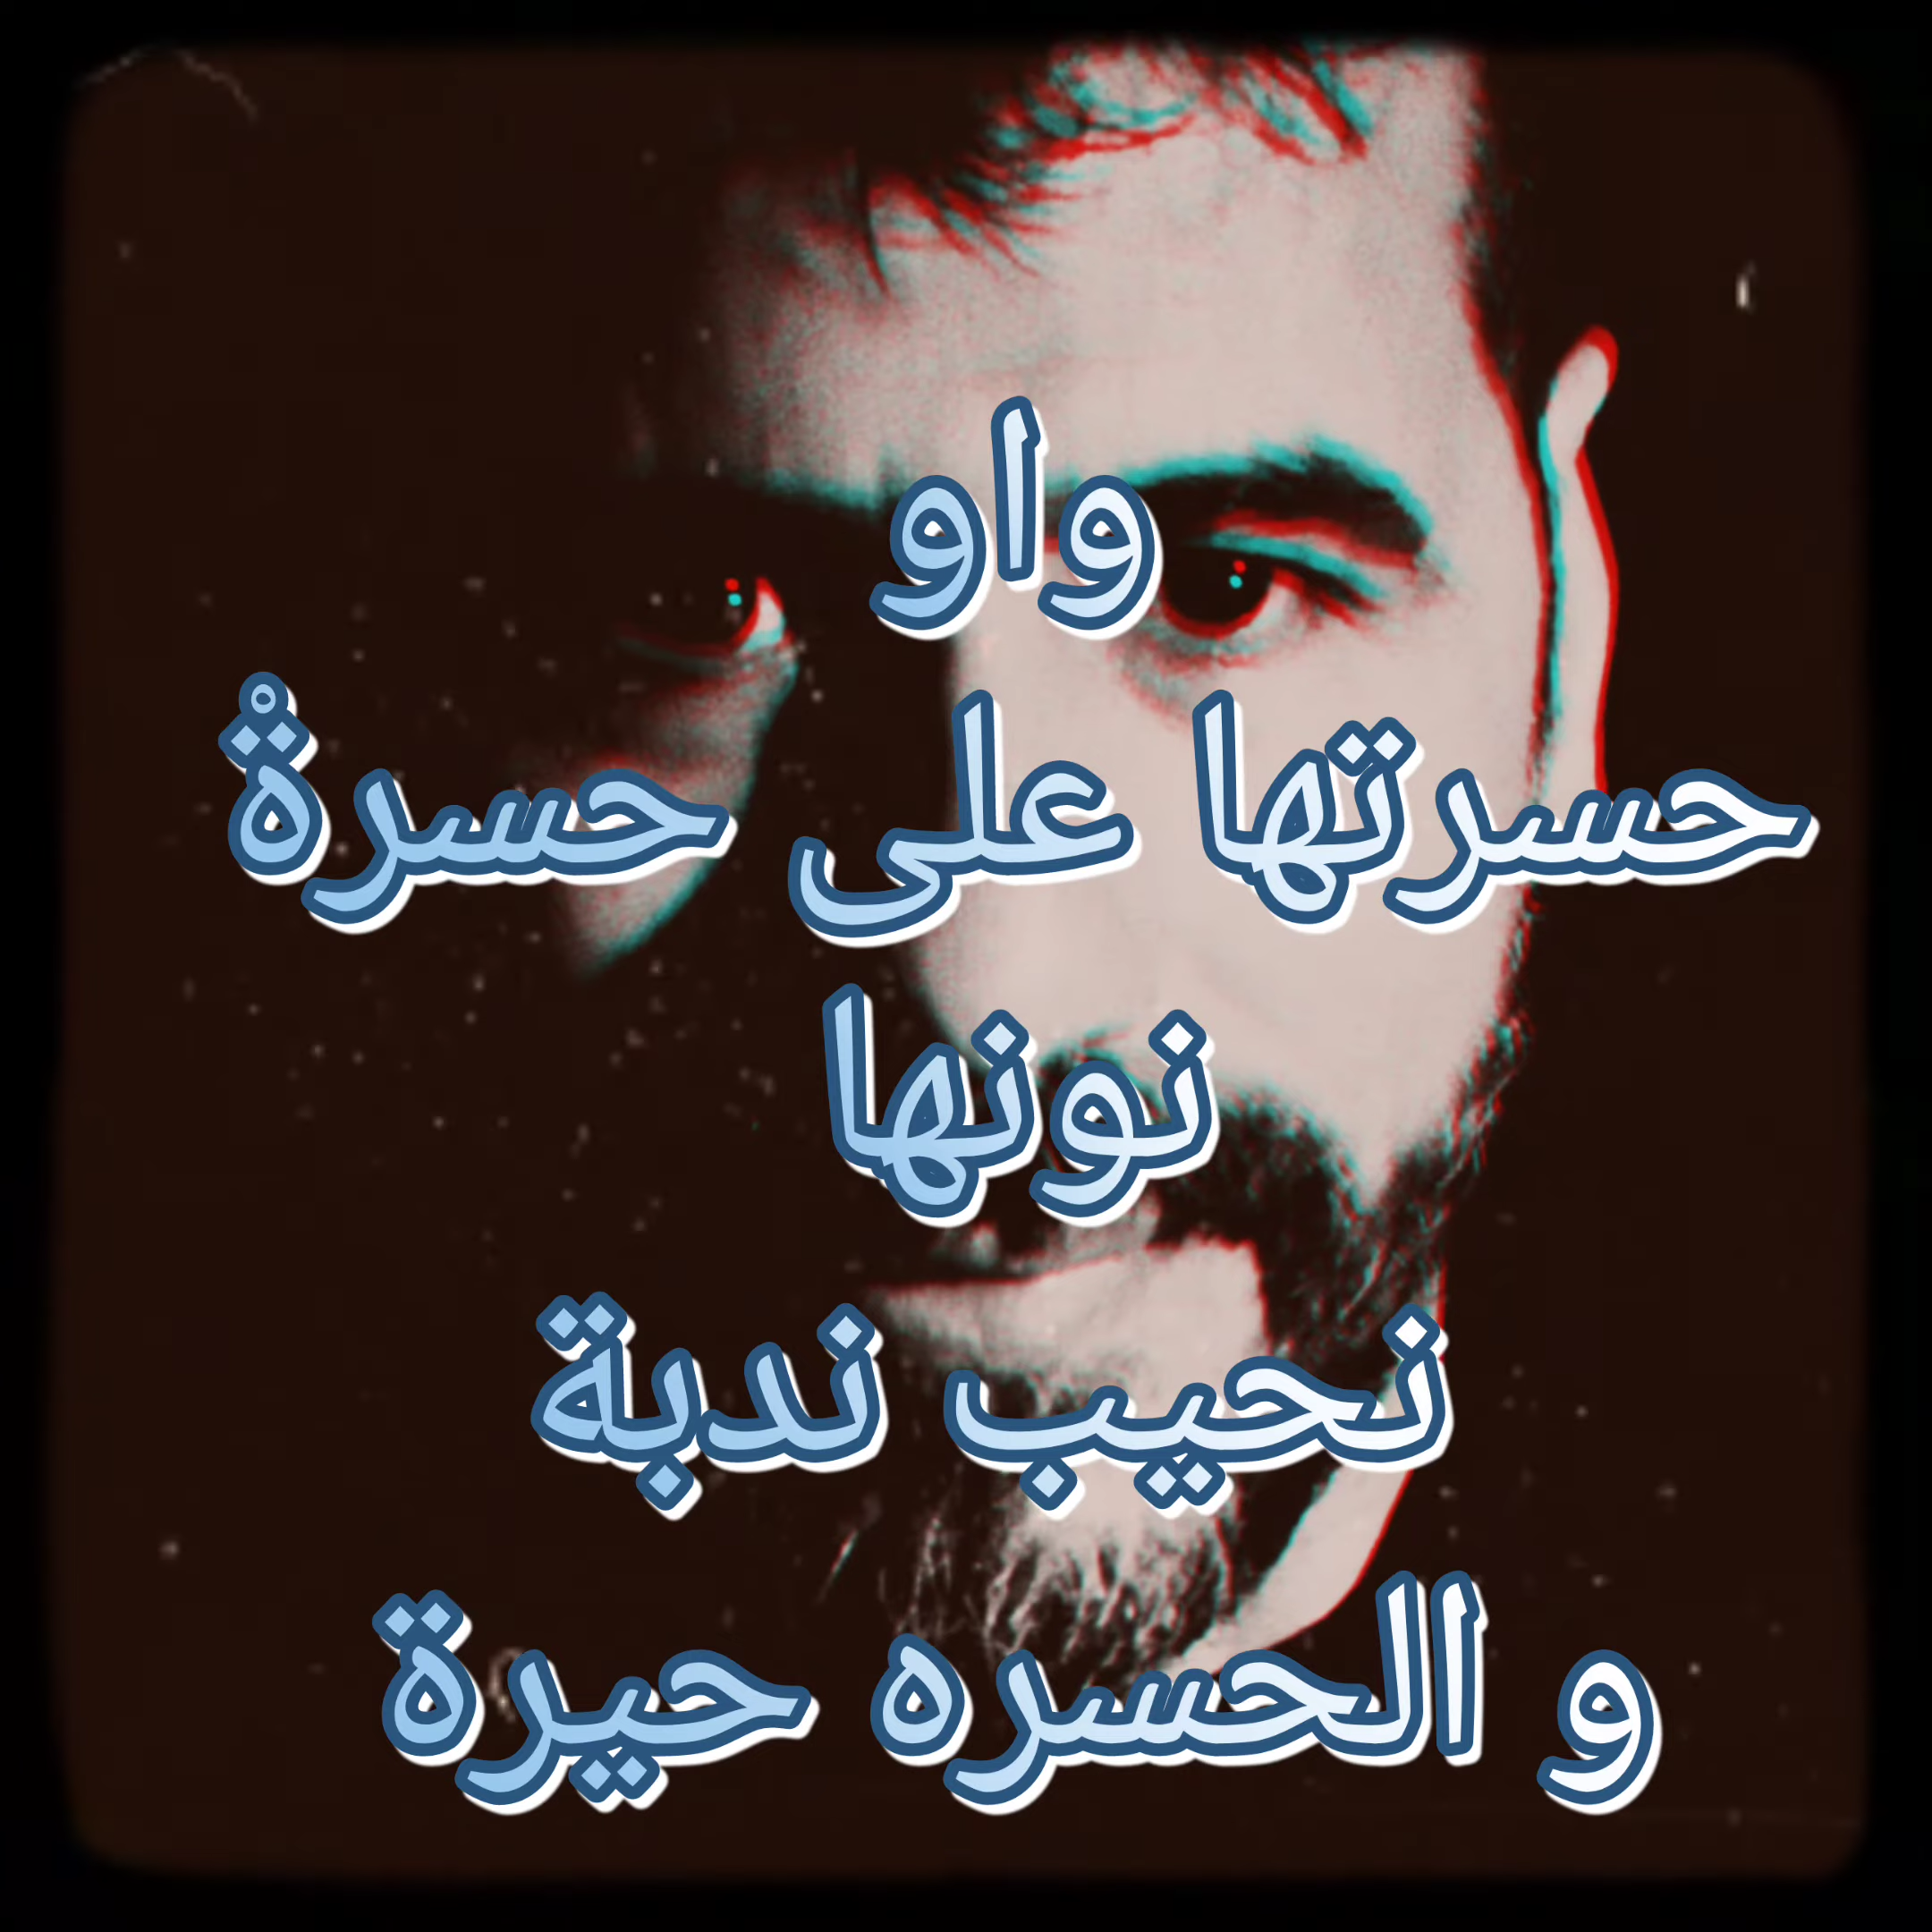 واو
حسرتها على حسرةْ
نونها
نحيب ندبة
و الحسره حيرة